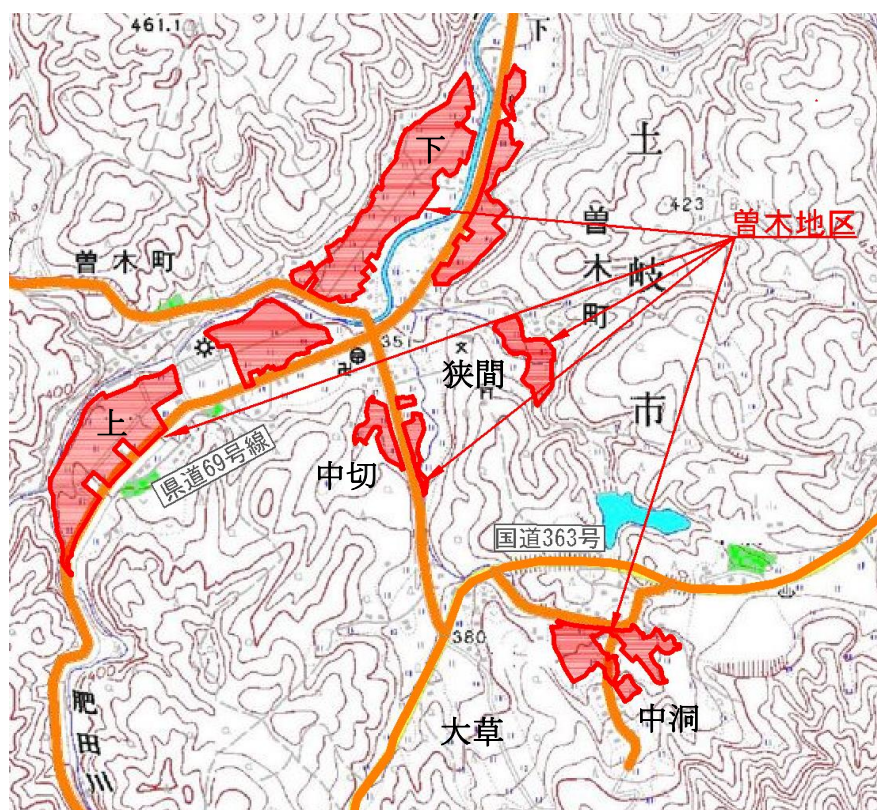 461.1
下
下
土
岐
市
曽
木
町
423
曽木地区
曽木町
351
狭間
上
400
県道69号線
中切
国道363号
380
400
肥
田
川
大草
中洞